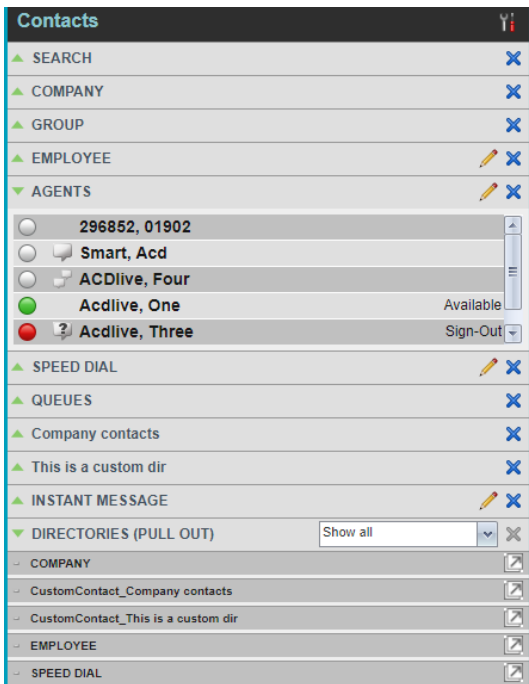 Contacts
SEARCH
COMPANY
GROUP
EMPLOYEE
AGENTS
296852, 01902
Smart, Acd
ACDlive, Four
Acdlive, One Available
? Acdlive, Three Sign-Out
SPEED DIAL
QUEUES
Company contacts
This is a custom dir
INSTANT MESSAGE
DIRECTORIES (PULL OUT) Show all
COMPANY
CustomContact_Company contacts
CustomContact_This is a custom dir
EMPLOYEE
SPEED DIAL